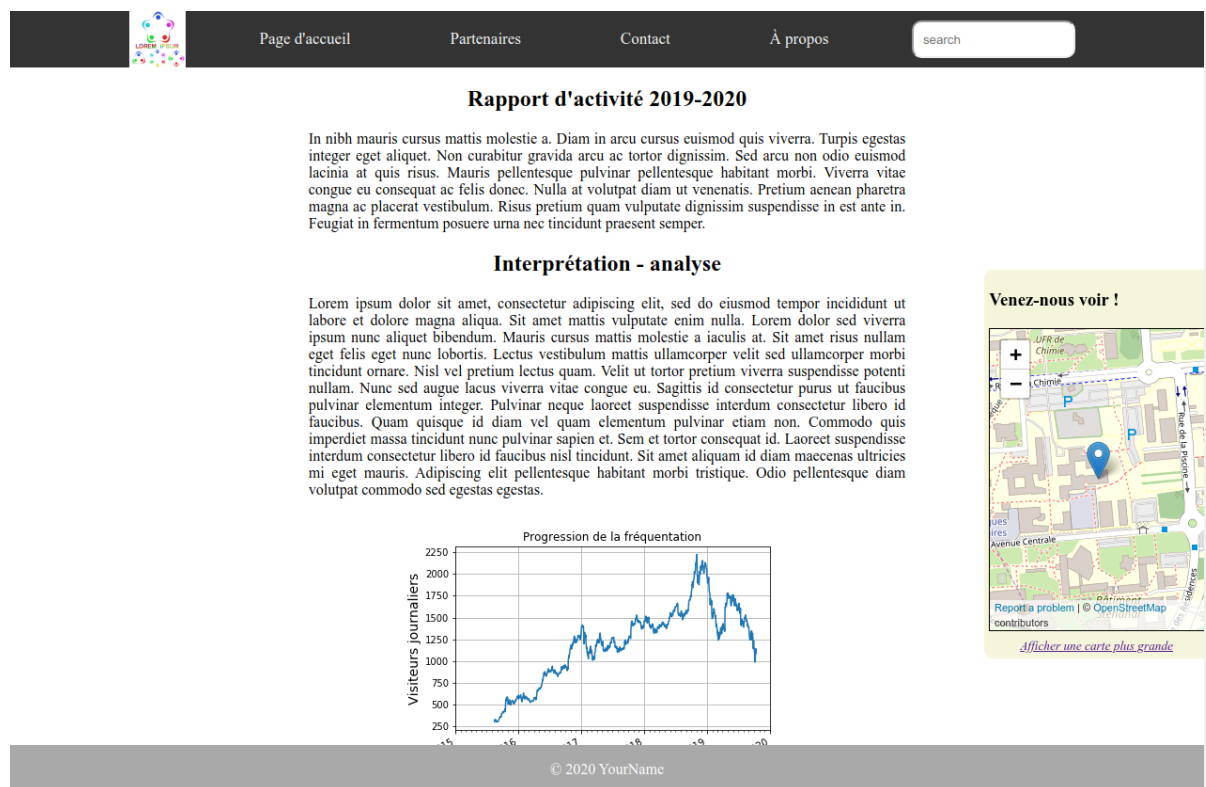 LOREM IPSUM
Page d'accueil
Partenaires
Contact
À propos
search
Rapport d'activité 2019-2020
In nibh mauris cursus mattis molestie a. Diam in arcu cursus euismod quis viverra. Turpis egestas
integer eget aliquet. Non curabitur gravida arcu ac tortor dignissim. Sed arcu non odio euismod
lacinia at quis risus. Mauris pellentesque pulvinar pellentesque habitant morbi. Viverra vitae
congue eu consequat ac felis donec. Nulla at volutpat diam ut venenatis. Pretium aenean pharetra
magna ac placerat vestibulum. Risus pretium quam vulputate dignissim suspendisse in est ante in.
Feugiat in fermentum posuere urna nec tincidunt praesent semper.
Interprétation - analyse
Lorem ipsum dolor sit amet, consectetur adipiscing elit, sed do eiusmod tempor incididunt ut
labore et dolore magna aliqua. Sit amet mattis vulputate enim nulla. Lorem dolor sed viverra
ipsum nunc aliquet bibendum. Mauris cursus mattis molestie a iaculis at. Sit amet risus nullam
eget felis eget nunc lobortis. Lectus vestibulum mattis ullamcorper velit sed ullamcorper morbi
tincidunt ornare. Nisl vel pretium lectus quam. Velit ut tortor pretium viverra suspendisse potenti
nullam. Nunc sed augue lacus viverra vitae congue eu. Sagittis id consectetur purus ut faucibus
pulvinar elementum integer. Pulvinar neque laoreet suspendisse interdum consectetur libero id
faucibus. Quam quisque id diam vel quam elementum pulvinar etiam non. Commodo quis
imperdiet massa tincidunt nunc pulvinar sapien et. Sem et tortor consequat id. Laoreet suspendisse
interdum consectetur libero id faucibus nisl tincidunt. Sit amet aliquam id diam maecenas ultricies
mi eget mauris. Adipiscing elit pellentesque habitant morbi tristique. Odio pellentesque diam
volutpat commodo sed egestas egestas.
Progression de la fréquentation
Visiteurs journaliers
2250
2000
1750
1500
1250
1000
750
500
250
Venez-nous voir !
+
−
UFR de
Chimie
Chimie
P
P
Rue de la Piscine
Avenue Centrale
Bâtiment
Stendhal
des Résidences
Report a problem | © OpenStreetMap
contributors
Afficher une carte plus grande
© 2020 YourName